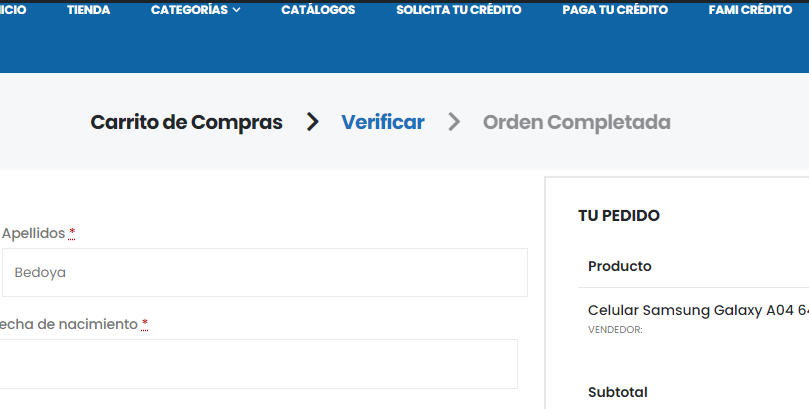 ICIO TIENDA CATEGORÍAS CATÁLOGOS SOLICITA TU CRÉDITO PAGA TU CRÉDITO FAMI CRÉDITO
Carrito de Compras Verificar Orden Completada
TU PEDIDO
Apellidos *
Producto
Bedoya
Celular Samsung Galaxy A04 64
echa de nacimiento *
VENDEDOR:
Subtotal